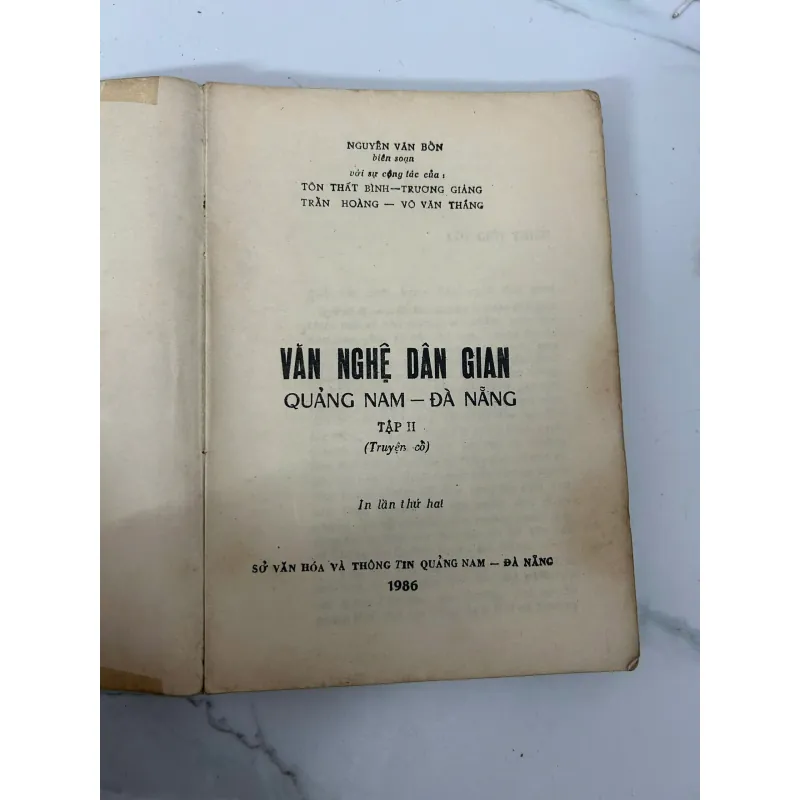 NGUYỄN VĂN BỔN
biên soạn
với sự cộng tác của :
TÔN THẤT BÌNH—TRƯƠNG GIẢNG
TRẦN HOÀNG — VÕ VĂN THẮNG
VĂN NGHỆ DÂN GIAN
QUẢNG NAM — ĐÀ NẴNG
TẬP II
(Truyện cổ)
In lần thứ hai
SỞ VĂN HÓA VÀ THÔNG TIN QUẢNG NAM — ĐÀ NẴNG
1986